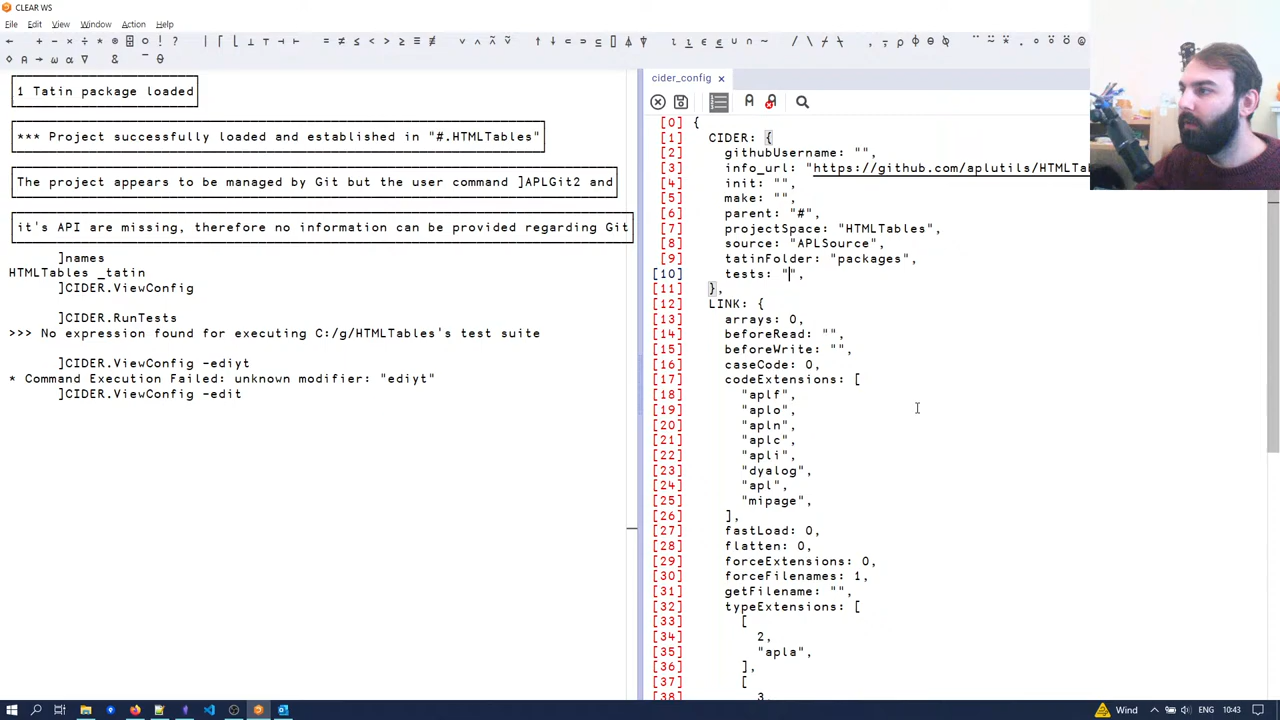 CLEAR WS
File Edit View Window Action Help
1 Tatin package loaded
*** Project successfully loaded and established in "#.HTMLTables"
The project appears to be managed by Git but the user command ]APLGit2 and
it's API are missing, therefore no information can be provided regarding Git
]names
HTMLTables _tatin
]CIDER.ViewConfig
]CIDER.RunTests
>>> No expression found for executing C:/g/HTMLTables's test suite
]CIDER.ViewConfig -ediyt
* Command Execution Failed: unknown modifier: "ediyt"
]CIDER.ViewConfig -edit
cider_config ×
[0] {
[1] CIDER: {
[2] githubUsername: "",
[3] info_url: "https://github.com/aplutils/HTMLTab
[4] init: "",
[5] make: "",
[6] parent: "#",
[7] projectSpace: "HTMLTables",
[8] source: "APLSource",
[9] tatinFolder: "packages",
[10] tests: "",
[11] },
[12] LINK: {
[13] arrays: 0,
[14] beforeRead: "",
[15] beforeWrite: "",
[16] caseCode: 0,
[17] codeExtensions: [
[18] "aplf",
[19] "aplo",
[20] "apln",
[21] "aplc",
[22] "apli",
[23] "dyalog",
[24] "apl",
[25] "mipage",
[26] ],
[27] fastLoad: 0,
[28] flatten: 0,
[29] forceExtensions: 0,
[30] forceFilenames: 1,
[31] getFilename: "",
[32] typeExtensions: [
[33] [
[34] 2,
[35] "apla",
[36] ],
[37] [
[38] 3,
Wind ENG 10:43